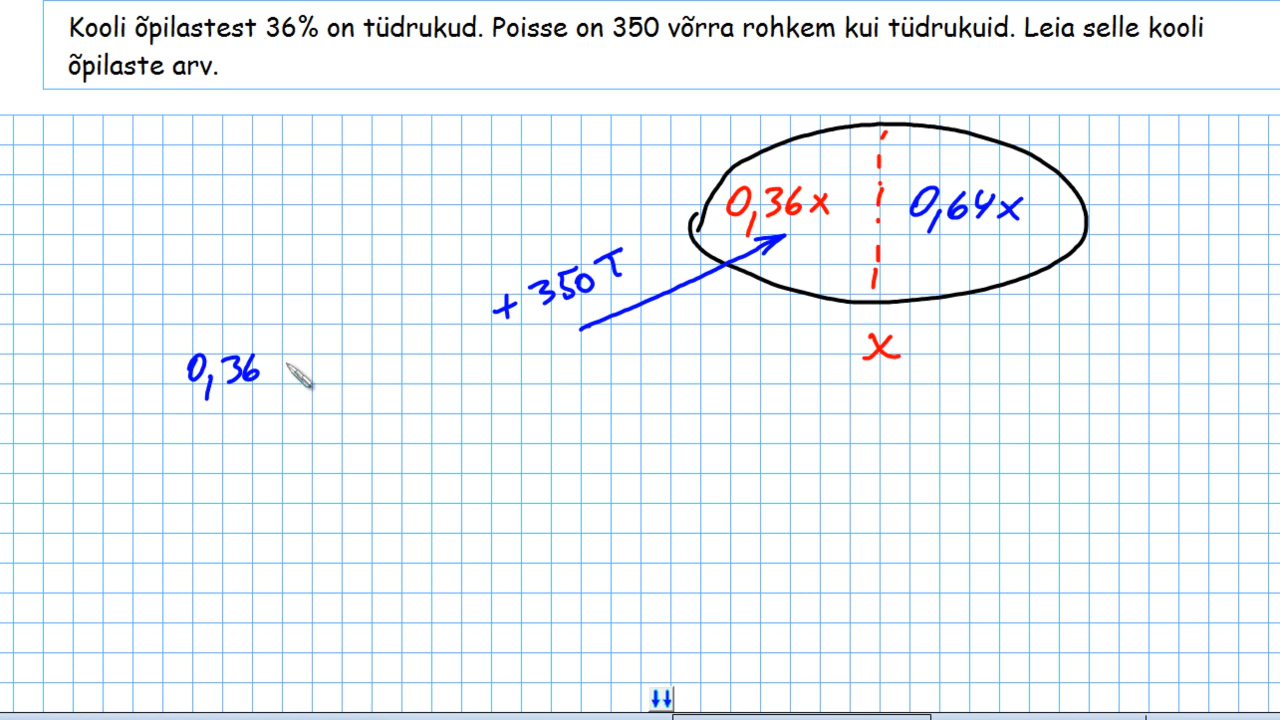 Kooli õpilastest 36% on tüdrukud. Poisse on 350 võrra rohkem kui tüdrukuid. Leia selle kooli
õpilaste arv.
0,36x 0,64x
+ 350T
x
0,36